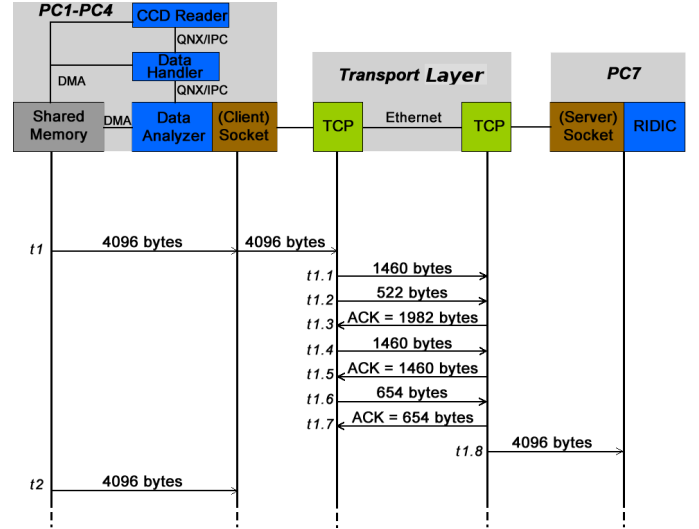 PC1-PC4
CCD Reader
QNX/IPC
Data
Handler
DMA
QNX/IPC
Transport Layer
PC7
Shared
Memory
DMA
Data
Analyzer
(Client)
Socket
TCP
Ethernet
TCP
(Server)
Socket
RIDIC
t1
4096 bytes
4096 bytes
t1.1
1460 bytes
t1.2
522 bytes
t1.3
ACK = 1982 bytes
t1.4
1460 bytes
t1.5
ACK = 1460 bytes
t1.6
654 bytes
t1.7
ACK = 654 bytes
t1.8
4096 bytes
t2
4096 bytes